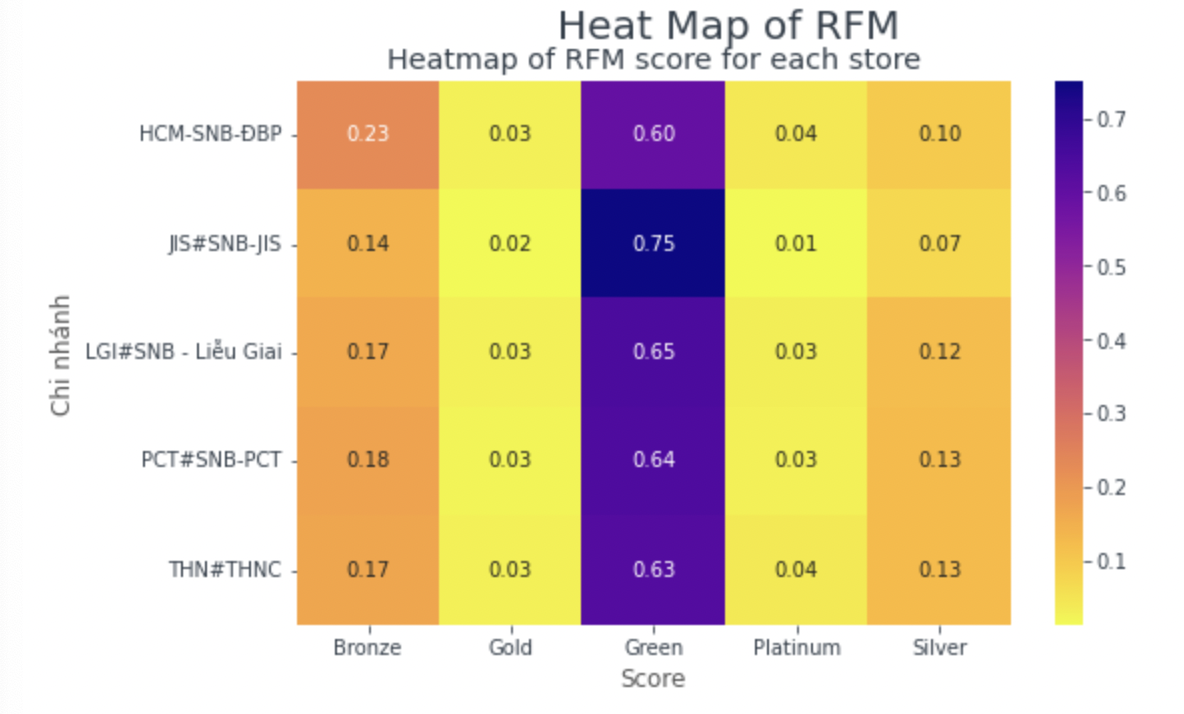 Heat Map of RFM
Heatmap of RFM score for each store
Chi nhánh
HCM-SNB-ĐBP 0.23 0.03 0.60 0.04 0.10
JIS#SNB-JIS 0.14 0.02 0.75 0.01 0.07
LGI#SNB - Liễu Giai 0.17 0.03 0.65 0.03 0.12
PCT#SNB-PCT 0.18 0.03 0.64 0.03 0.13
THN#THNC 0.17 0.03 0.63 0.04 0.13
Bronze Gold Green Platinum Silver
Score
0.7
0.6
0.5
0.4
0.3
0.2
0.1